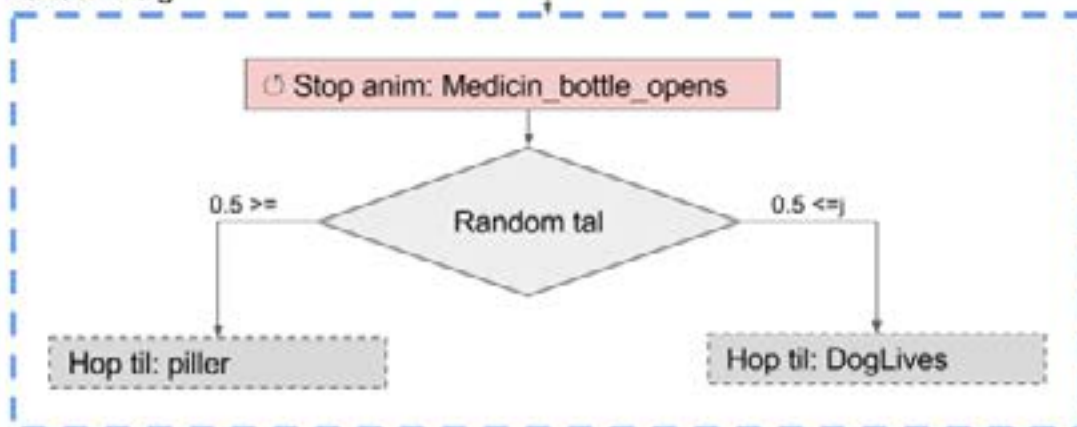 Stop anim: Medicin_bottle_opens
0.5 >=
Random tal
0.5 <=j
Hop til: piller
Hop til: DogLives